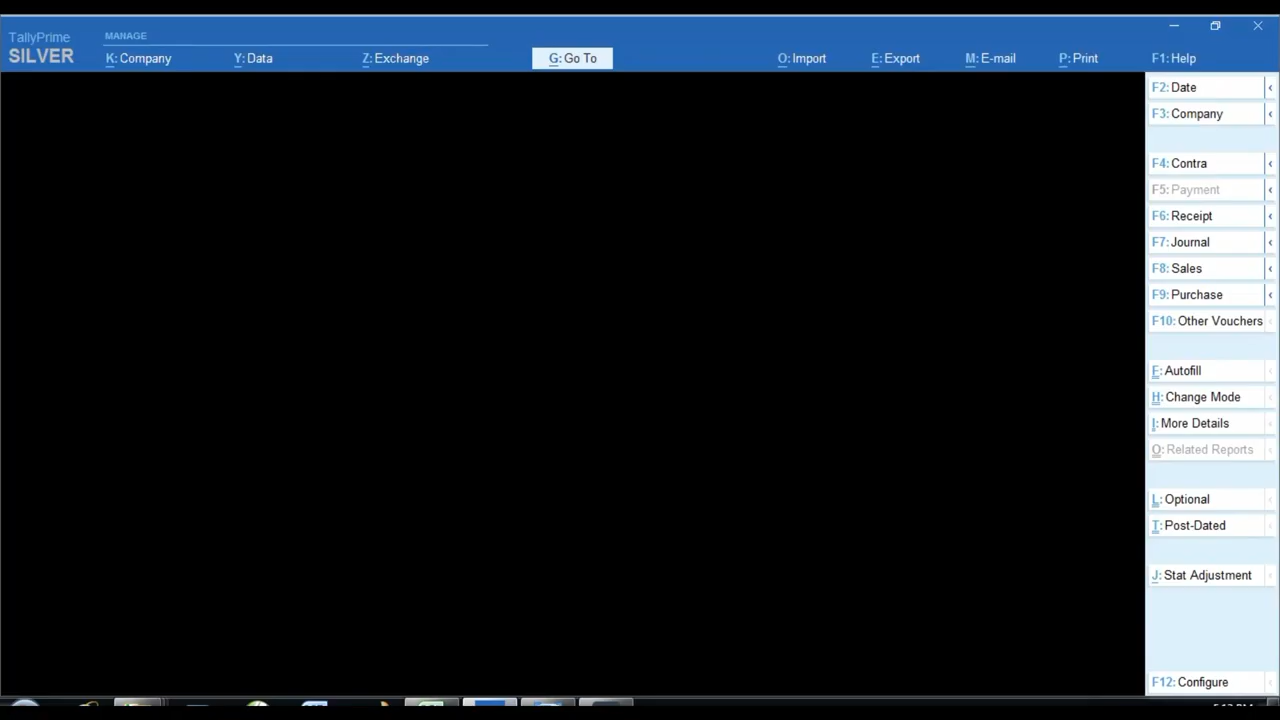 TallyPrime
SILVER
MANAGE
K: Company
Y: Data
Z: Exchange
G: Go To
O: Import
E: Export
M: E-mail
P: Print
F1: Help
F2: Date
F3: Company
F4: Contra
F5: Payment
F6: Receipt
F7: Journal
F8: Sales
F9: Purchase
F10: Other Vouchers
F: Autofill
H: Change Mode
I: More Details
O: Related Reports
L: Optional
T: Post-Dated
J: Stat Adjustment
F12: Configure